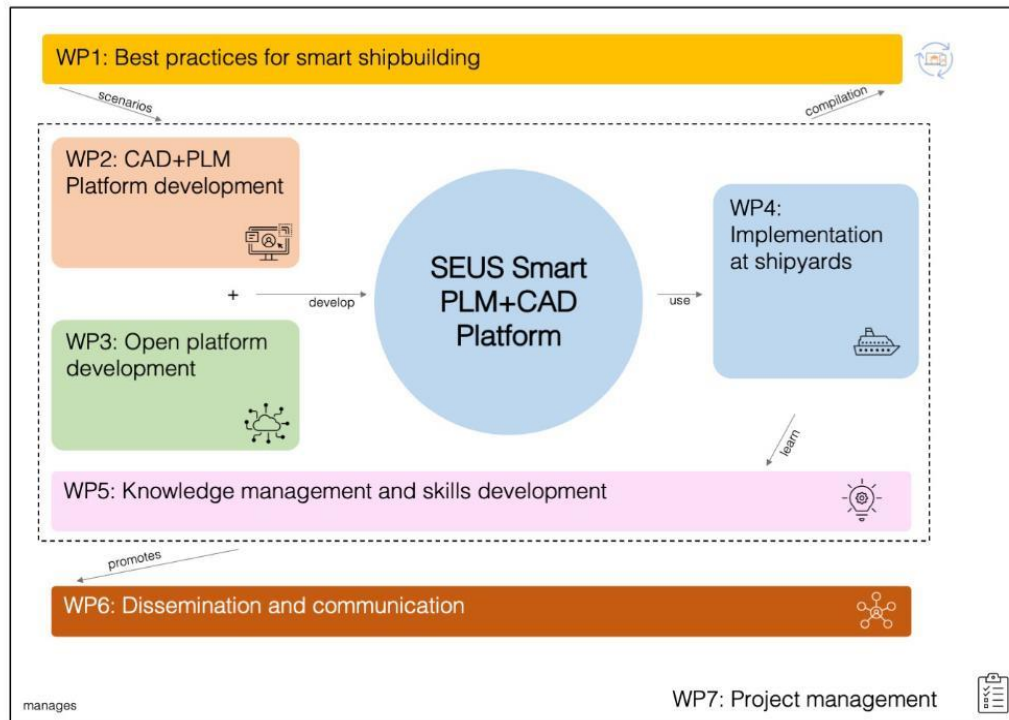 WP1: Best practices for smart shipbuilding
scenarios
compilation
WP2: CAD+PLM
Platform development
+
develop
WP3: Open platform
development
SEUS Smart
PLM+CAD
Platform
use
WP4:
Implementation
at shipyards
learn
WP5: Knowledge management and skills development
promotes
WP6: Dissemination and communication
manages
WP7: Project management